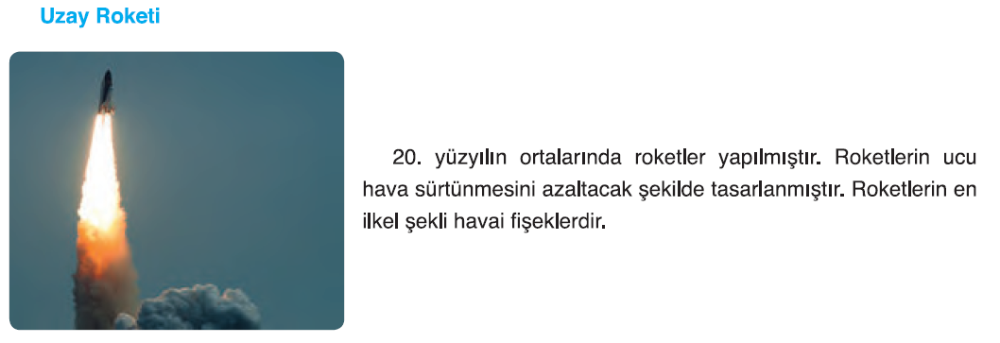 Uzay Roketi
20. yüzyılın ortalarında roketler yapılmıştır. Roketlerin ucu
hava sürtünmesini azaltacak şekilde tasarlanmıştır. Roketlerin en
ilkel şekli havai fişeklerdir.